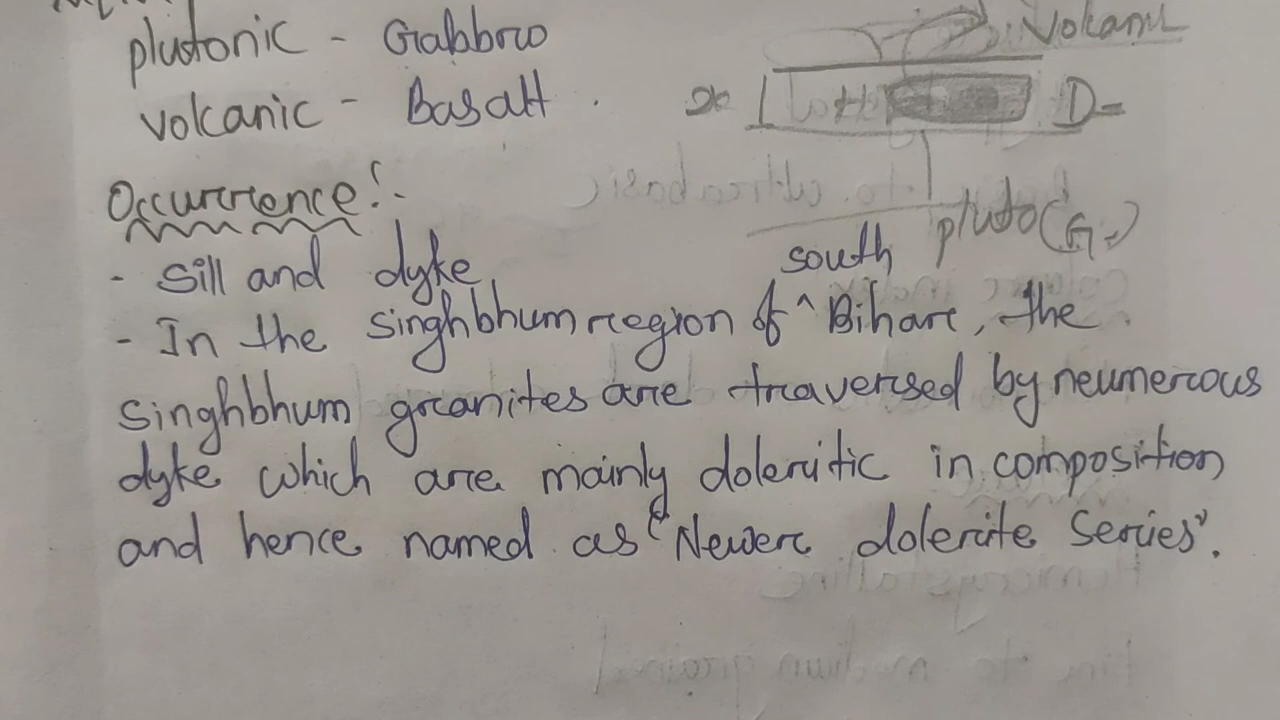 plutonic - Gabbro
volcanic - Basalt .
Volcanic
D-
pluto(G.)
Occurrence :-
- Sill and dyke
- In the singhbhum region of ^ south Bihar, the
singhbhum granites are traversed by neumerous
dyke which are mainly doleritic in composition
and hence named as "Newer dolerite Series".